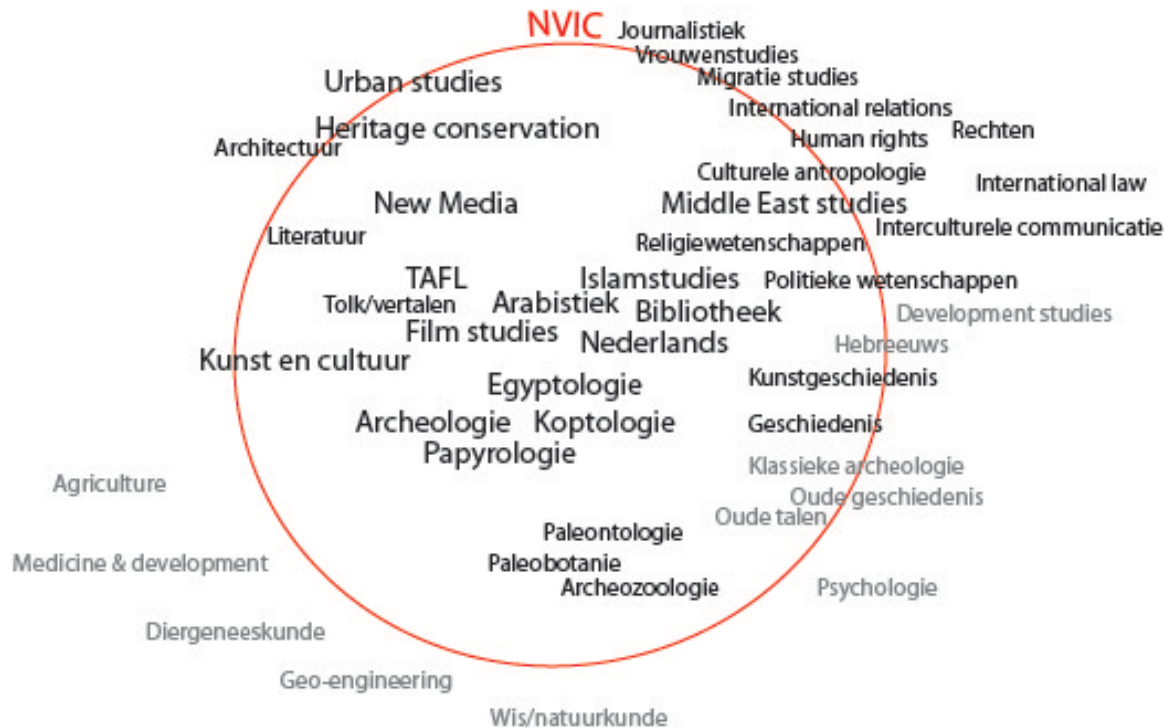 NVIC
Journalistiek
Vrouwenstudies
Migratie studies
Urban studies
International relations
Heritage conservation
Rechten
Human rights
Architectuur
Culturele antropologie
International law
New Media
Middle East studies
Interculturele communicatie
Literatuur
Religiewetenschappen
TAFL
Islamstudies
Politieke wetenschappen
Tolk/vertalen
Arabistiek
Bibliotheek
Development studies
Film studies
Nederlands
Hebreeuws
Kunst en cultuur
Egyptologie
Kunstgeschiedenis
Archeologie
Koptologie
Geschiedenis
Papyrologie
Klassieke archeologie
Agriculture
Oude geschiedenis
Oude talen
Paleontologie
Medicine & development
Paleobotanie
Archeozoologie
Psychologie
Diergeneeskunde
Geo-engineering
Wis/natuurkunde